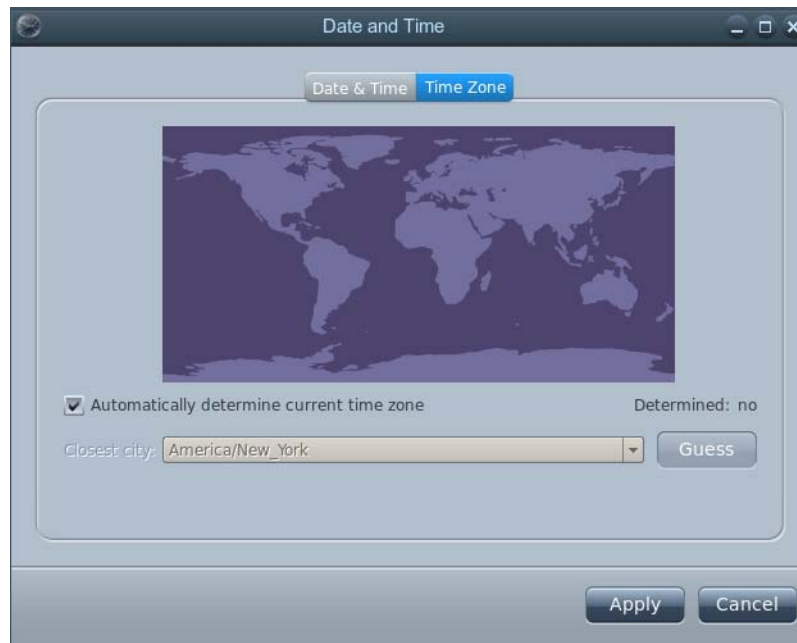 Date and Time
Date & Time Time Zone
Automatically determine current time zone Determined: no
Closest city: America/New_York Guess
Apply Cancel